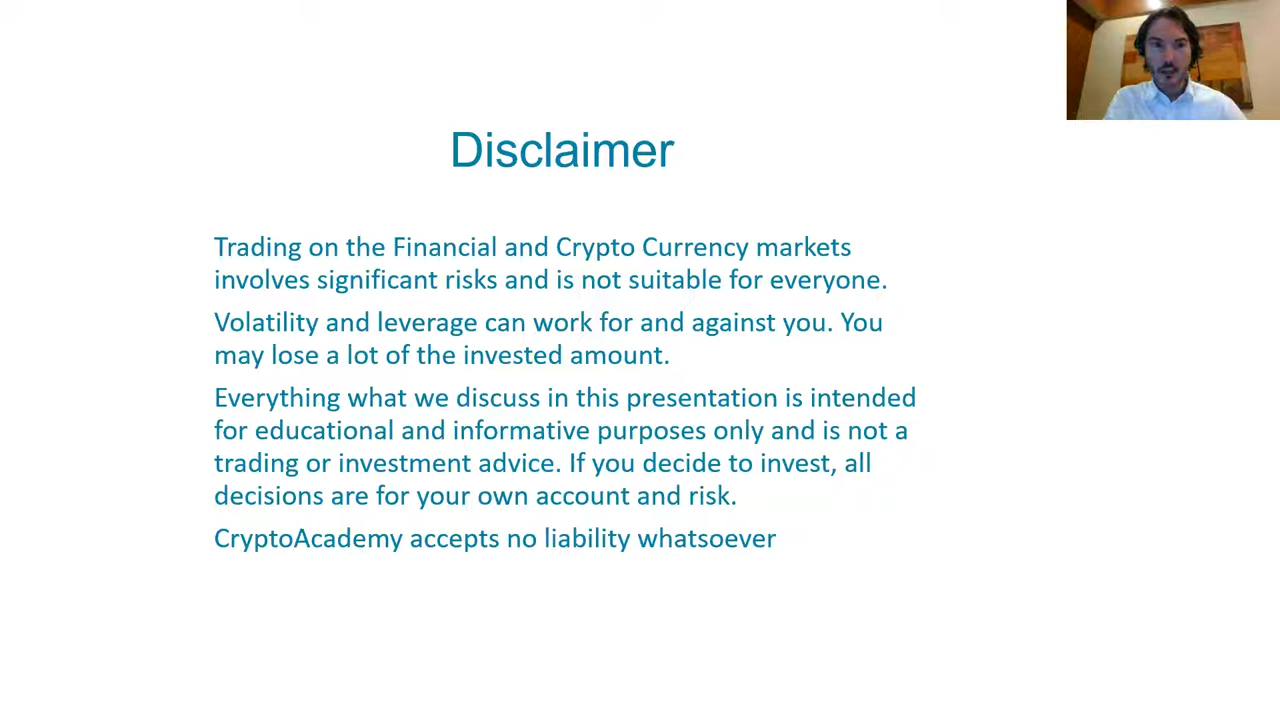 Disclaimer
Trading on the Financial and Crypto Currency markets
involves significant risks and is not suitable for everyone.
Volatility and leverage can work for and against you. You
may lose a lot of the invested amount.
Everything what we discuss in this presentation is intended
for educational and informative purposes only and is not a
trading or investment advice. If you decide to invest, all
decisions are for your own account and risk.
CryptoAcademy accepts no liability whatsoever